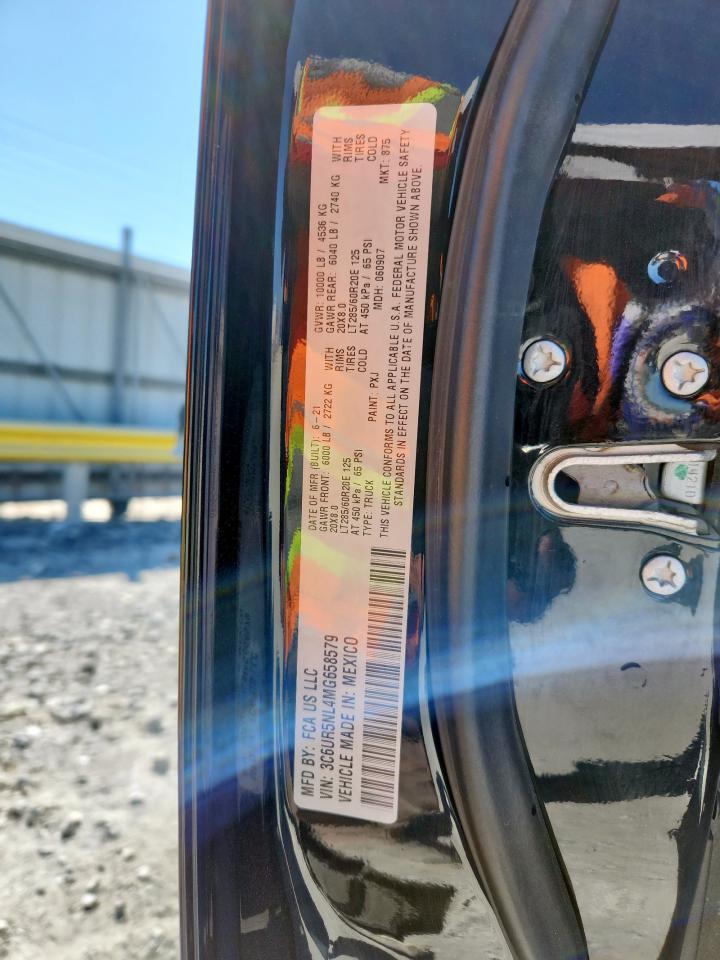 MFD BY: FCA US LLC
VIN: 3C6UR5NL4MG658579
VEHICLE MADE IN: MEXICO
DATE OF MFR (BUILT): 6-21 GVWR: 10000 LB / 4536 KG
GAWR FRONT: 6000 LB / 2722 KG WITH GAWR REAR: 6040 LB / 2740 KG WITH
20X8.0 RIMS 20X8.0 RIMS
LT285/60R20E 125 TIRES LT285/60R20E 125 TIRES
AT 450 kPa / 65 PSI COLD AT 450 kPa / 65 PSI COLD
TYPE: TRUCK PAINT: PXJ MDH: 060907 MKT: 875
THIS VEHICLE CONFORMS TO ALL APPLICABLE U.S.A. FEDERAL MOTOR VEHICLE SAFETY
STANDARDS IN EFFECT ON THE DATE OF MANUFACTURE SHOWN ABOVE.